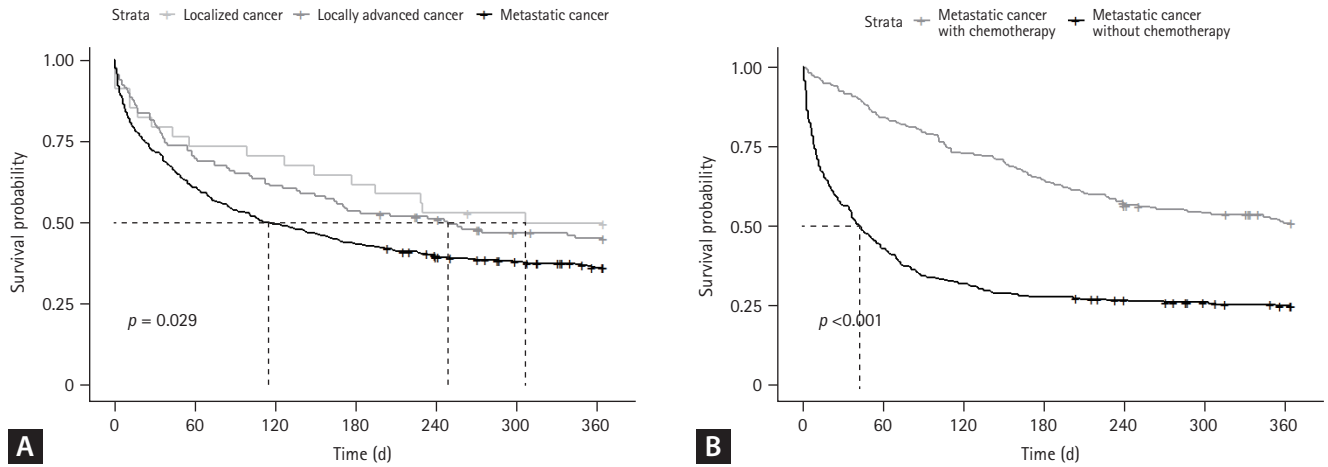 Strata Localized cancer Locally advanced cancer Metastatic cancer
1.00
0.75
0.50
0.25
0
Survival probability
p = 0.029
0 60 120 180 240 300 360
Time (d)
A
Strata Metastatic cancer with chemotherapy Metastatic cancer without chemotherapy
1.00
0.75
0.50
0.25
0
Survival probability
p <0.001
0 60 120 180 240 300 360
Time (d)
B